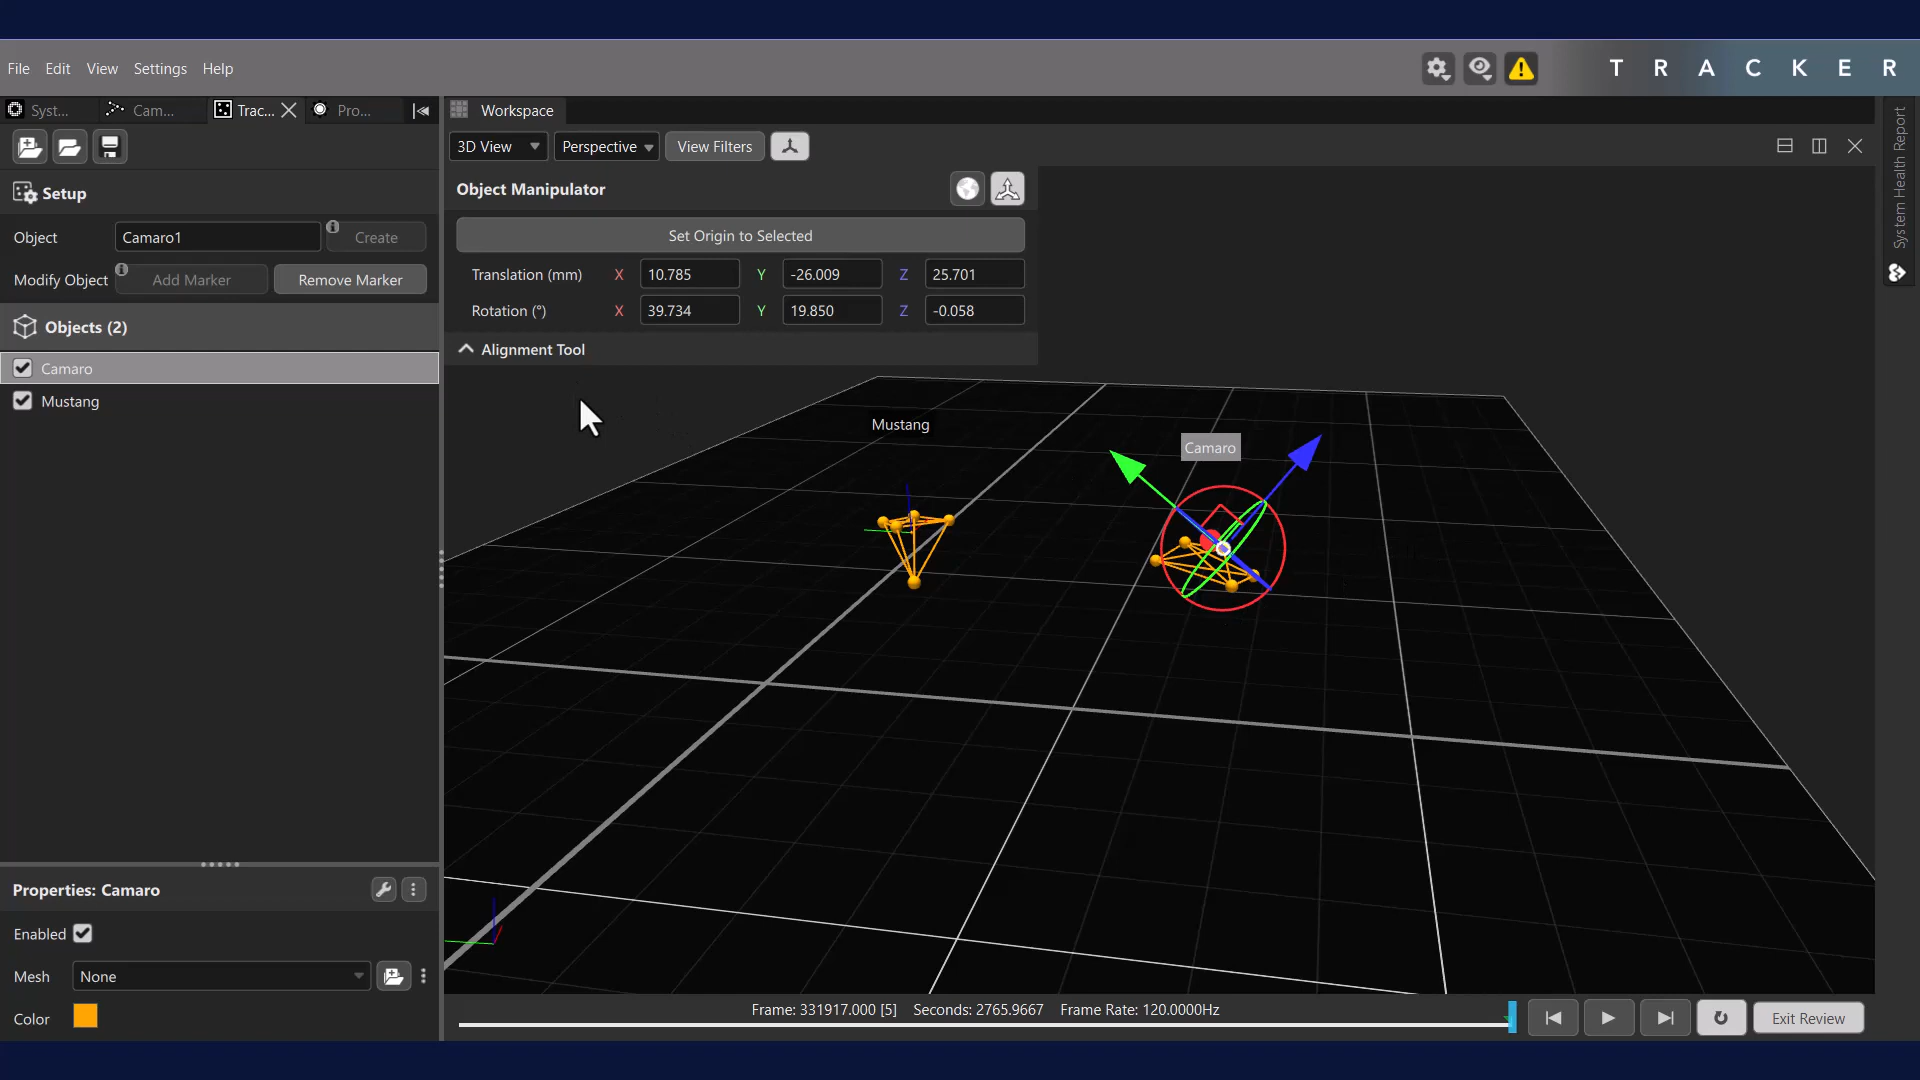 File Edit View Settings Help
T R A C K E R
Syst... Cam... Trac... Pro...
Workspace
3D View Perspective View Filters
System Health Report
Setup
Object Manipulator
Object Camaro1 Create
Set Origin to Selected
Modify Object Add Marker Remove Marker
Translation (mm) X 10.785 Y -26.009 Z 25.701
Rotation (°) X 39.734 Y 19.850 Z -0.058
Objects (2)
Alignment Tool
Camaro
Mustang
Mustang
Camaro
Properties: Camaro
Enabled
Mesh None
Color
Frame: 331917.000 [5] Seconds: 2765.9667 Frame Rate: 120.0000Hz
Exit Review